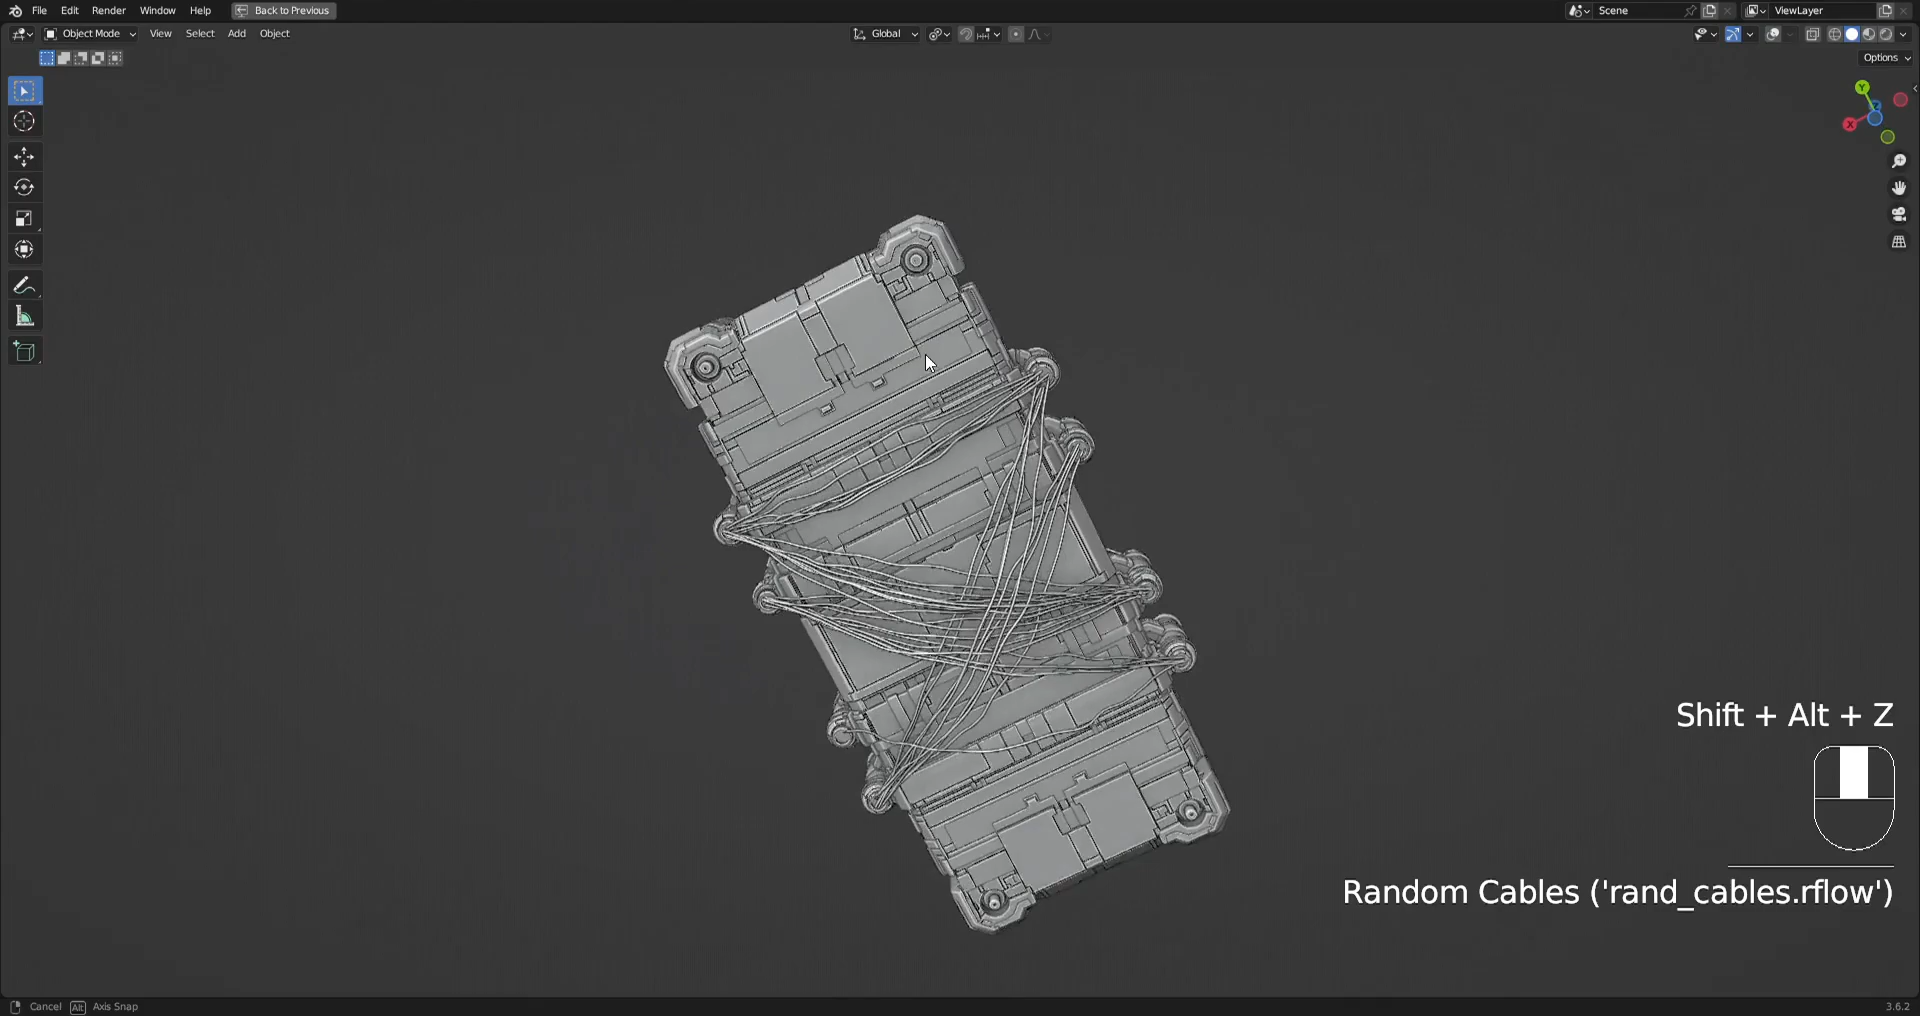 File Edit Render Window Help Back to Previous Scene ViewLayer
Object Mode View Select Add Object Global
Options
Y
X
Z
Shift + Alt + Z
Random Cables ('rand_cables.rflow')
Cancel Alt Axis Snap 3.6.2